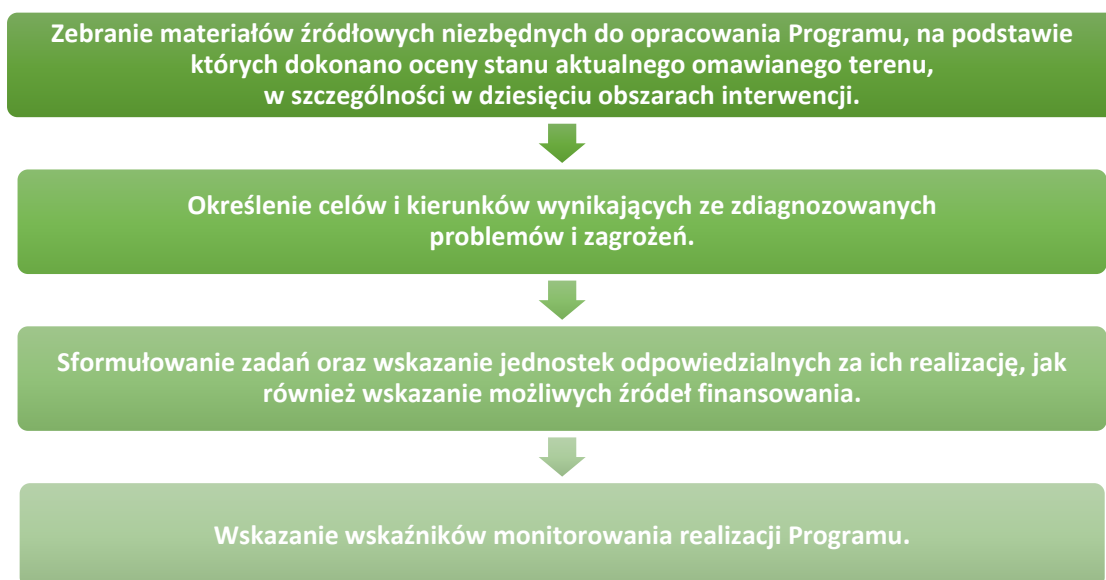 Zebranie materiałów źródłowych niezbędnych do opracowania Programu, na podstawie
których dokonano oceny stanu aktualnego omawianego terenu,
w szczególności w dziesięciu obszarach interwencji.
Określenie celów i kierunków wynikających ze zdiagnozowanych
problemów i zagrożeń.
Sformułowanie zadań oraz wskazanie jednostek odpowiedzialnych za ich realizację, jak
również wskazanie możliwych źródeł finansowania.
Wskazanie wskaźników monitorowania realizacji Programu.